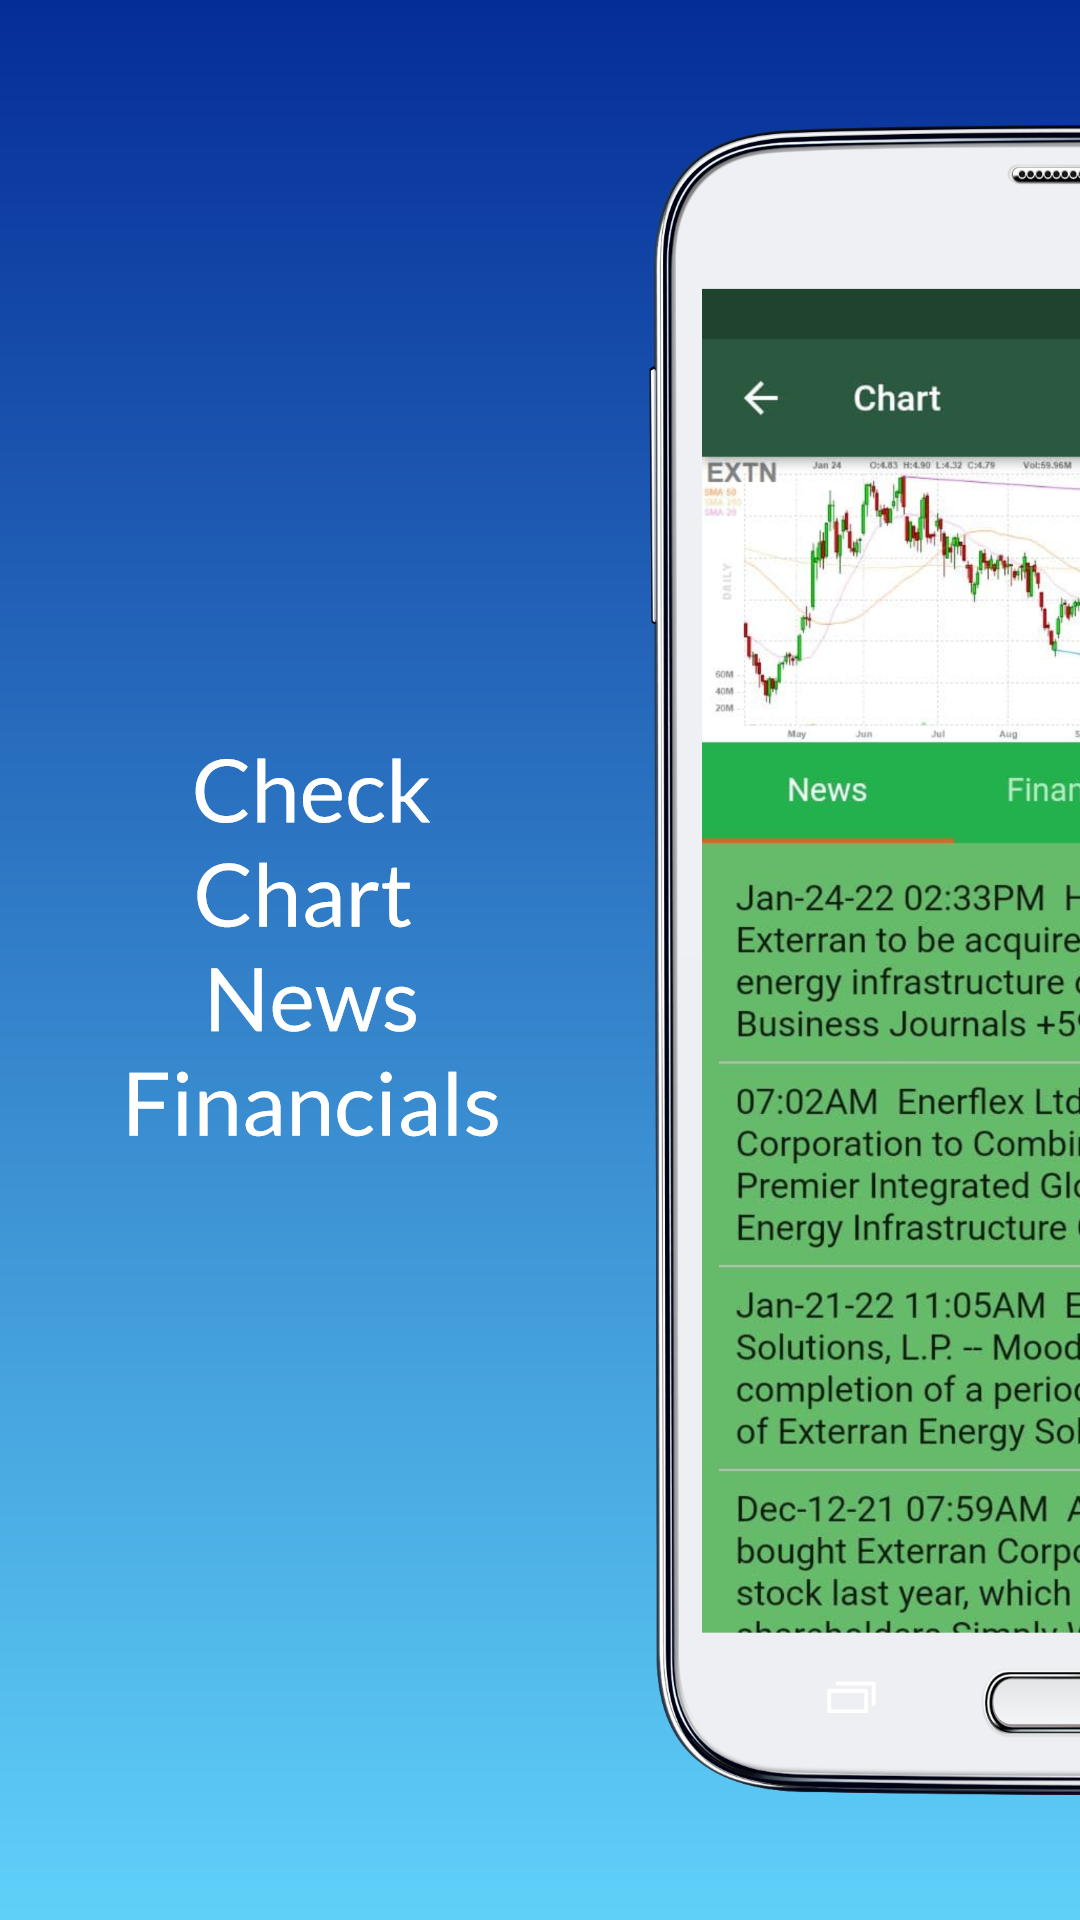 Check
Chart
News
Financials
Chart
EXTN
Jan 24 O:4.83 H:4.90 L:4.32 C:4.79 Vol:59.96M
SMA 50
SMA 200
SMA 20
DAILY
60M
40M
20M
May Jun Jul Aug
News
Jan-24-22 02:33PM
Exterran to be acquire
energy infrastructure
Business Journals +5
07:02AM Enerflex Ltd
Corporation to Combi
Premier Integrated Glo
Energy Infrastructure
Jan-21-22 11:05AM
Solutions, L.P. -- Mood
completion of a perio
of Exterran Energy Sol
Dec-12-21 07:59AM
bought Exterran Corpo
stock last year, which
shareholders Simply